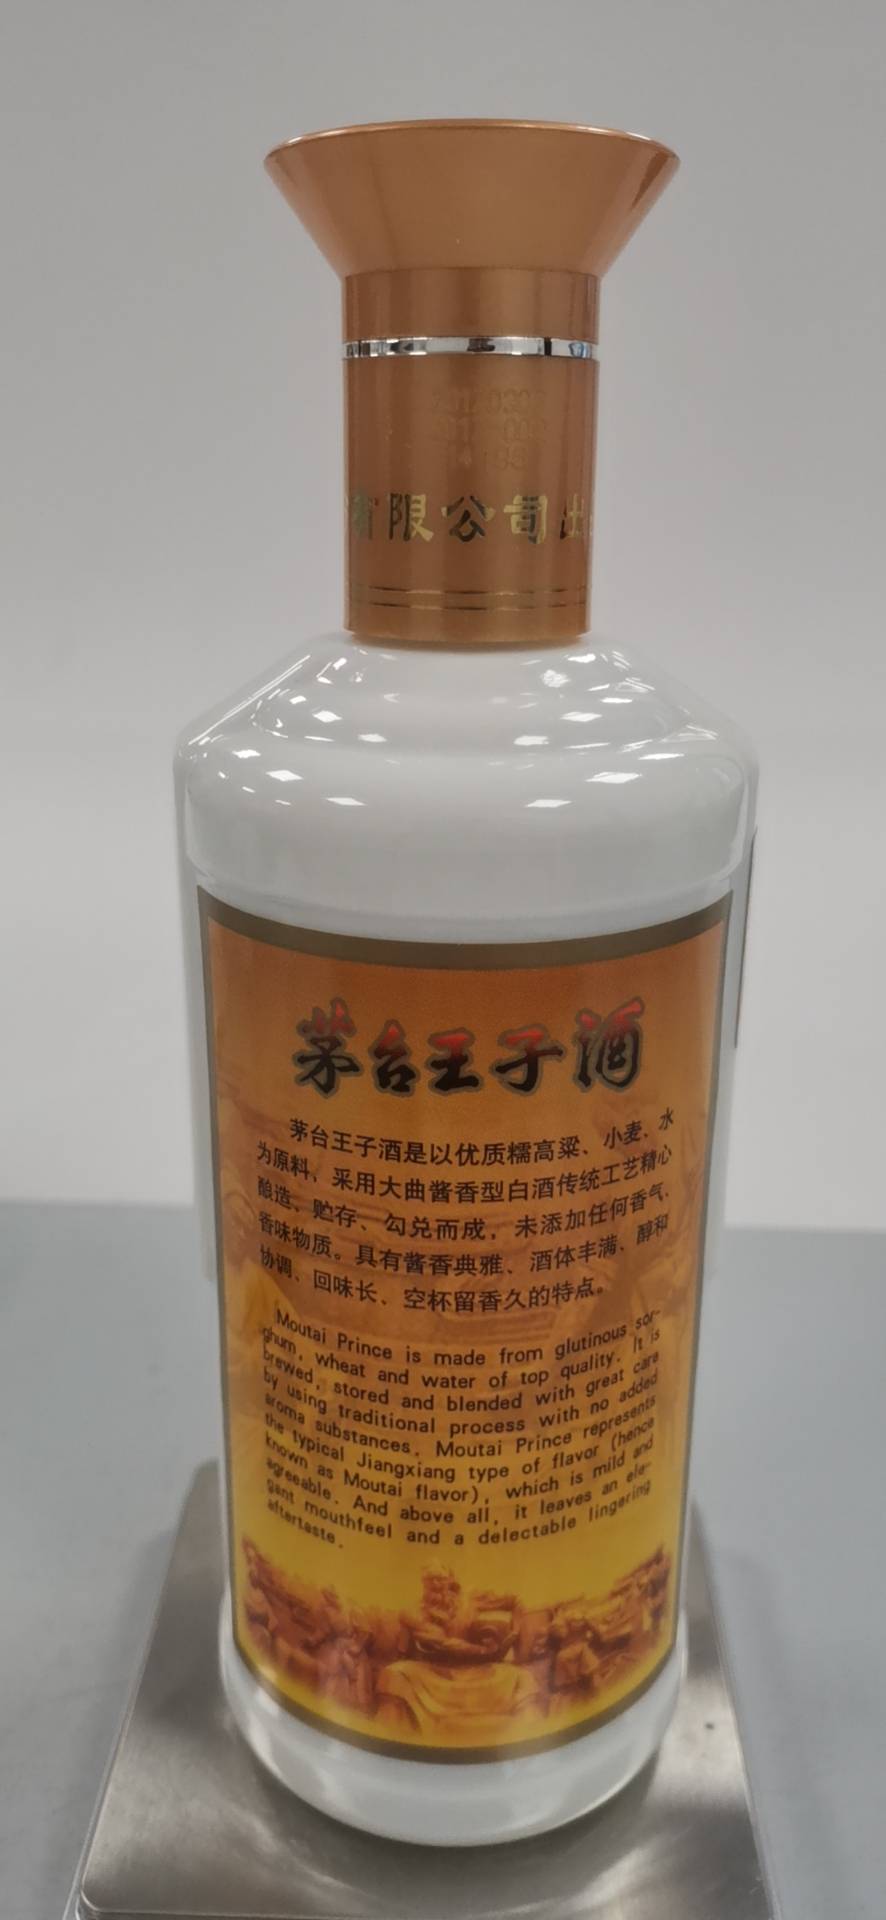 有限公司出
茅台王子酒
茅台王子酒是以优质糯高粱、小麦、水
为原料，采用大曲酱香型白酒传统工艺精心
酿造、贮存、勾兑而成，未添加任何香气、
香味物质。具有酱香典雅、酒体丰满、醇和
协调、回味长、空杯留香久的特点。
Moutai Prince is made from glutinous sor-
ghum, wheat and water of top quality. It is
brewed, stored and blended with great care
by using traditional process with no added
aroma substances. Moutai Prince represents
the typical Jiangxiang type of flavor (hence
known as Moutai flavor), which is mild and
agreeable. And above all, it leaves an ele-
gant mouthfeel and a delectable lingering
aftertaste.